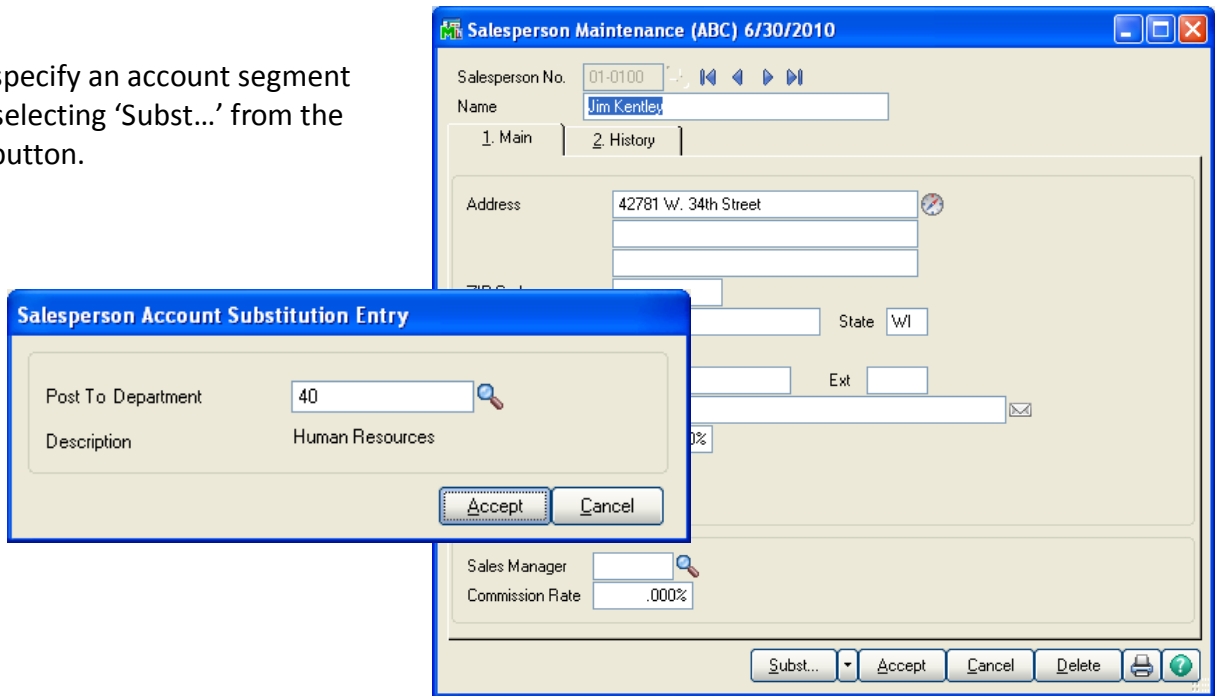 specify an account segment
selecting ‘Subst…’ from the
button.
Salesperson Maintenance (ABC) 6/30/2010
Salesperson No. 01-0100
Name Jim Kentley
1. Main 2. History
Address 42781 W. 34th Street
State WI
Ext
Salesperson Account Substitution Entry
Post To Department 40
Description Human Resources
Accept Cancel
Sales Manager
Commission Rate .000%
Subst... Accept Cancel Delete